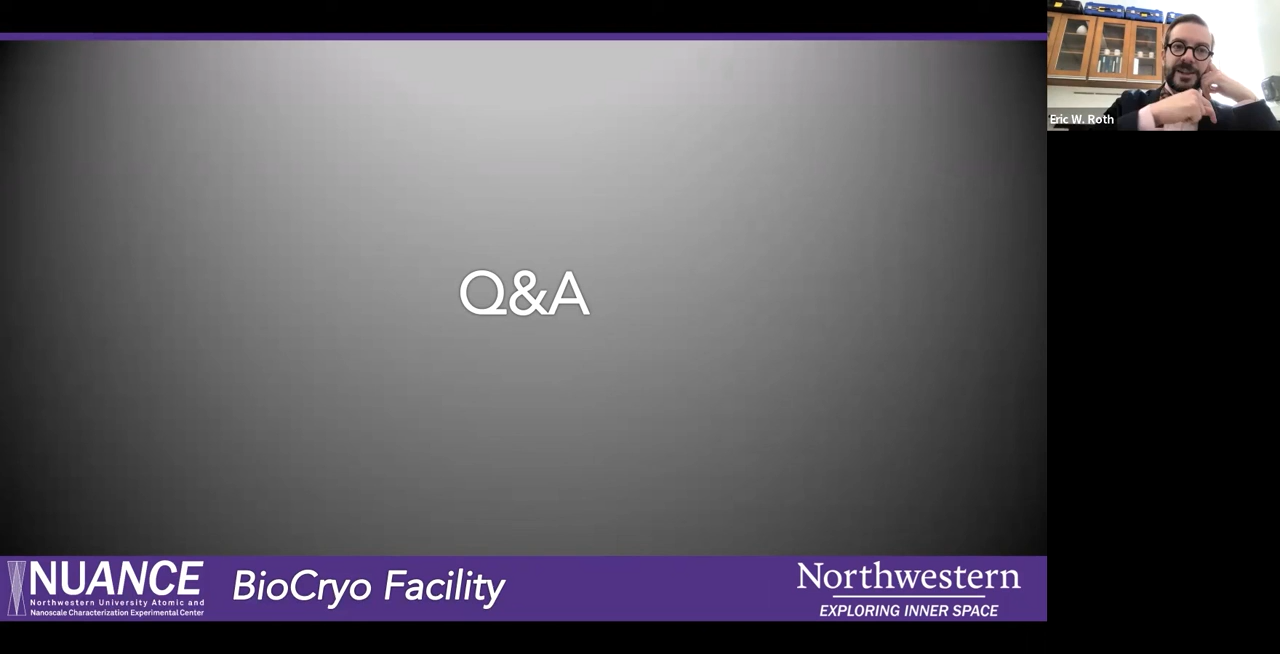 Eric W. Roth
Q&A
NUANCE
Northwestern University Atomic and
Nanoscale Characterization Experimental Center
BioCryo Facility
Northwestern
EXPLORING INNER SPACE